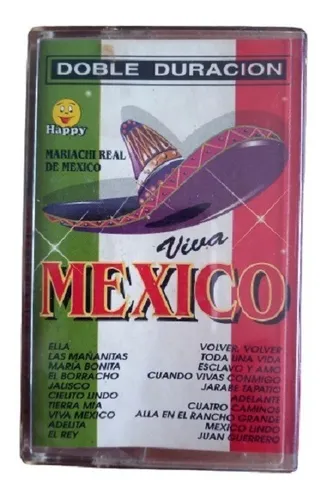 DOBLE DURACION
Happy
MARIACHI REAL
DE MEXICO
Viva
MEXICO
ELLA
LAS MAÑANITAS
MARIA BONITA
EL BORRACHO
JALISCO
CIELITO LINDO
TIERRA MIA
VIVA MEXICO
ADELITA
EL REY
VOLVER, VOLVER
TODA UNA VIDA
ESCLAVO Y AMO
CUANDO VIVAS CONMIGO
JARABE TAPATIO
ADELANTE
CUATRO CAMINOS
ALLA EN EL RANCHO GRANDE
MEXICO LINDO
JUAN GUERRERO